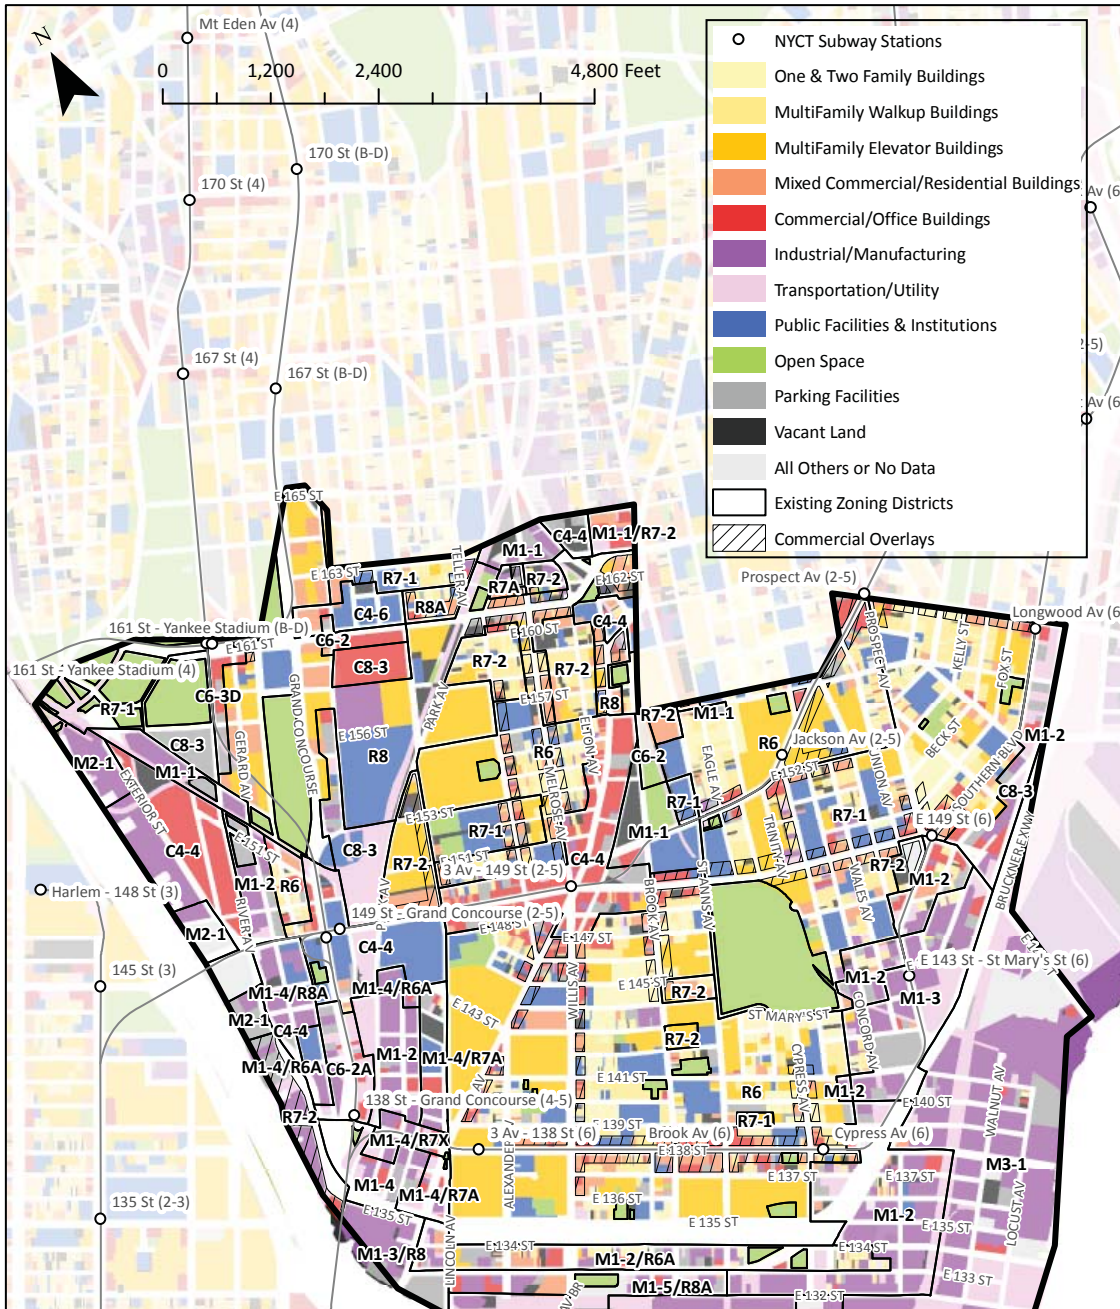 Mt Eden Av (4)
N
0 1,200 2,400 4,800 Feet
NYCT Subway Stations
One & Two Family Buildings
MultiFamily Walkup Buildings
MultiFamily Elevator Buildings
Mixed Commercial/Residential Buildings
Commercial/Office Buildings
Industrial/Manufacturing
Transportation/Utility
Public Facilities & Institutions
Open Space
Parking Facilities
Vacant Land
All Others or No Data
Existing Zoning Districts
Commercial Overlays
170 St (B-D)
170 St (4)
Av (6
2-5)
Av (6
167 St (4)
167 St (B-D)
E 165 ST
C4-4
M1-1/R7-2
M1-1
TELLER AV
E 163 ST
R7-1
R7A
R7-2
E 162 ST
R8A
C4-6
Prospect Av (2-5)
Longwood Av (6
161 St - Yankee Stadium (B-D)
C6-2
E 161 ST
E 160 ST
C4-4
PROSPECT AV
KELLY ST
FOX ST
161 St - Yankee Stadium (4)
C8-3
R7-2
R7-2
C6-3D
R7-1
GRAND CONCOURSE
PARK AV
E 157 ST
R8
R7-2
M1-1
C8-3
GERARD AV
E 156 ST
R8
R6
ELTON AV
C6-2
EAGLE AV
R6
Jackson Av (2-5)
E 152 ST
UNION AV
BECK ST
SOUTHERN BLVD
M1-2
M2-1
M1-1
EXTERIOR ST
MELROSE AV
C8-3
E 153 ST
R7-1
R7-1
R7-1
TRINITY AV
E 149 St (6)
E 151 ST
C4-4
C8-3
R7-2
E 151 ST
M1-1
C4-4
3 Av - 149 St (2-5)
R7-2
M1-2
WALES AV
BRUCKNER EXWY
M1-2
R6
RIVER AV
Harlem - 148 St (3)
BROOK AV
ST ANNS AV
149 St - Grand Concourse (2-5)
E 148 ST
E 147 ST
M2-1
C4-4
145 St (3)
WILLIS AV
E 145 ST
R7-2
E 143 St - St Mary's St (6)
M1-2
M1-3
M1-4/R8A
M1-4/R6A
E 143 ST
ST MARY'S ST
CONCORD AV
M2-1
C4-4
R7-2
M1-4/R6A
C6-2A
M1-2
M1-4/R7A
AV
E 141 ST
R6
CYPRESS AV
M1-2
WALNUT AV
E 140 ST
R7-2
138 St - Grand Concourse (4-5)
E 139 ST
R7-1
M1-4/R7X
3 Av - 138 St (6)
Brook Av (6)
E 138 ST
Cypress Av (6)
M3-1
M1-4
M1-4/R7A
ALEXANDER AV
E 137 ST
E 137 ST
LOCUST AV
135 St (2-3)
E 135 ST
E 136 ST
M1-2
E 135 ST
E 135 ST
M1-3/R8
LINCOLN AV
E 134 ST
E 134 ST
M1-2/R6A
E 133 ST
AV BR
M1-5/R8A
E 132 ST